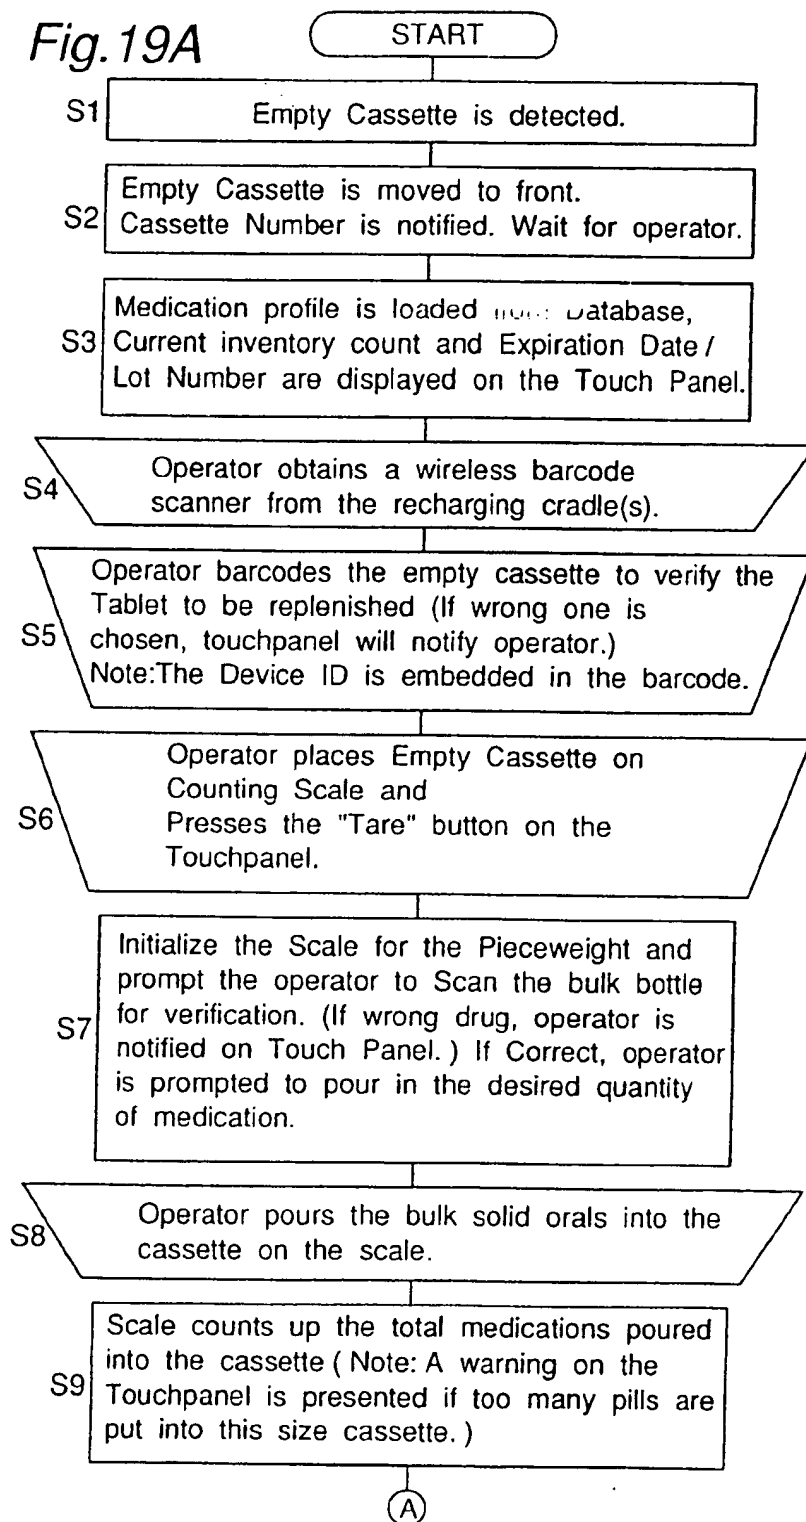 Fig. 19A
START
S1
Empty Cassette is detected.
S2
Empty Cassette is moved to front.
Cassette Number is notified. Wait for operator.
S3
Medication profile is loaded Database,
Current inventory count and Expiration Date /
Lot Number are displayed on the Touch Panel.
S4
Operator obtains a wireless barcode
scanner from the recharging cradle(s).
S5
Operator barcodes the empty cassette to verify the
Tablet to be replenished (If wrong one is
chosen, touchpanel will notify operator.)
Note:The Device ID is embedded in the barcode.
S6
Operator places Empty Cassette on
Counting Scale and
Presses the "Tare" button on the
Touchpanel.
S7
Initialize the Scale for the Pieceweight and
prompt the operator to Scan the bulk bottle
for verification. (If wrong drug, operator is
notified on Touch Panel.) If Correct, operator
is prompted to pour in the desired quantity
of medication.
S8
Operator pours the bulk solid orals into the
cassette on the scale.
S9
Scale counts up the total medications poured
into the cassette ( Note: A warning on the
Touchpanel is presented if too many pills are
put into this size cassette. )
A